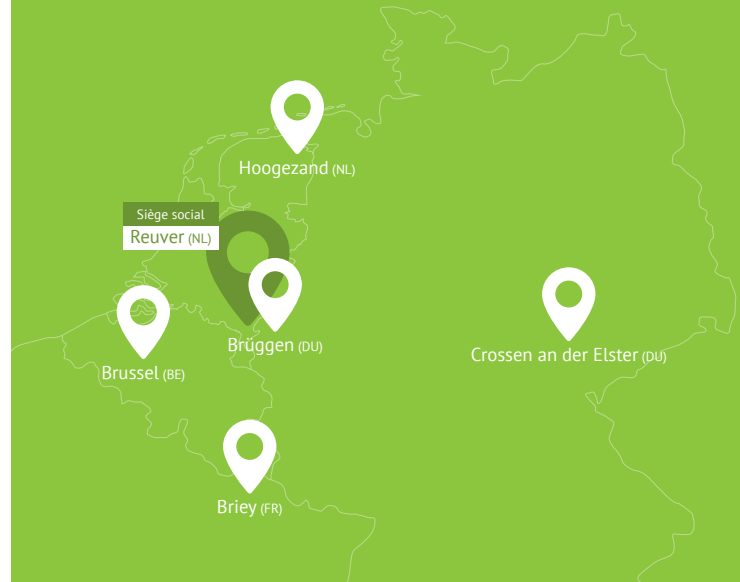 Hoogezand (NL)
Siège social
Reuver (NL)
Brüggen (DU)
Crossen an der Elster (DU)
Brussel (BE)
Briey (FR)